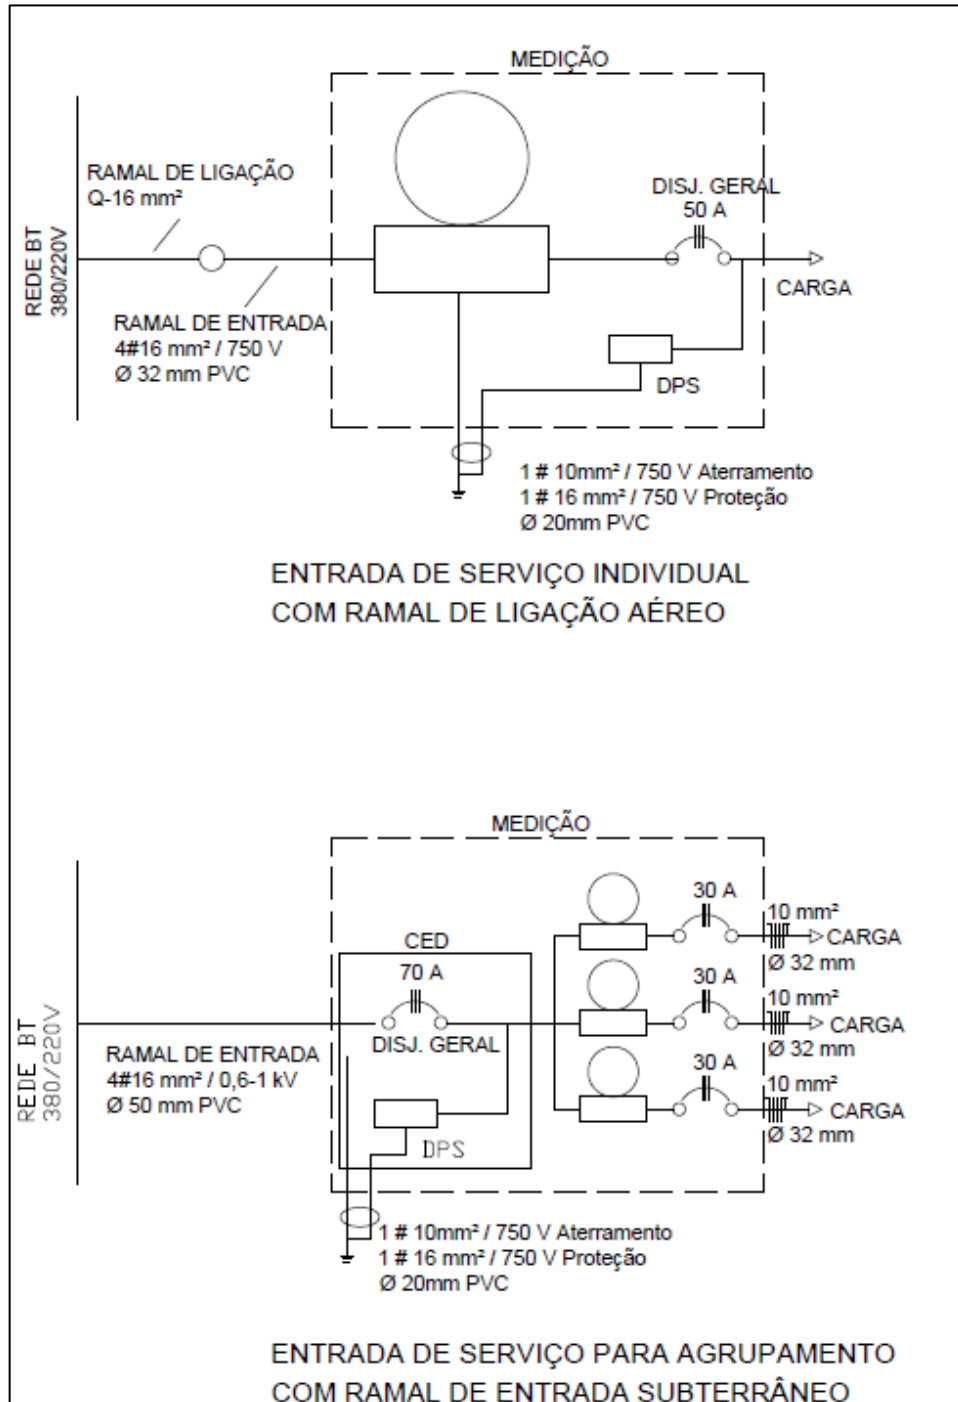 MEDIÇÃO
RAMAL DE LIGAÇÃO
Q-16 mm²
DISJ. GERAL
50 A
REDE BT
380/220V
CARGA
RAMAL DE ENTRADA
4#16 mm² / 750 V
Ø 32 mm PVC
DPS
1 # 10mm² / 750 V Aterramento
1 # 16 mm² / 750 V Proteção
Ø 20mm PVC
ENTRADA DE SERVIÇO INDIVIDUAL
COM RAMAL DE LIGAÇÃO AÉREO
MEDIÇÃO
30 A
10 mm²
CARGA
Ø 32 mm
CED
70 A
DISJ. GERAL
30 A
10 mm²
CARGA
Ø 32 mm
REDE BT
380/220V
RAMAL DE ENTRADA
4#16 mm² / 0,6-1 kV
Ø 50 mm PVC
30 A
10 mm²
CARGA
Ø 32 mm
DPS
1 # 10mm² / 750 V Aterramento
1 # 16 mm² / 750 V Proteção
Ø 20mm PVC
ENTRADA DE SERVIÇO PARA AGRUPAMENTO
COM RAMAL DE ENTRADA SUBTERRÂNEO